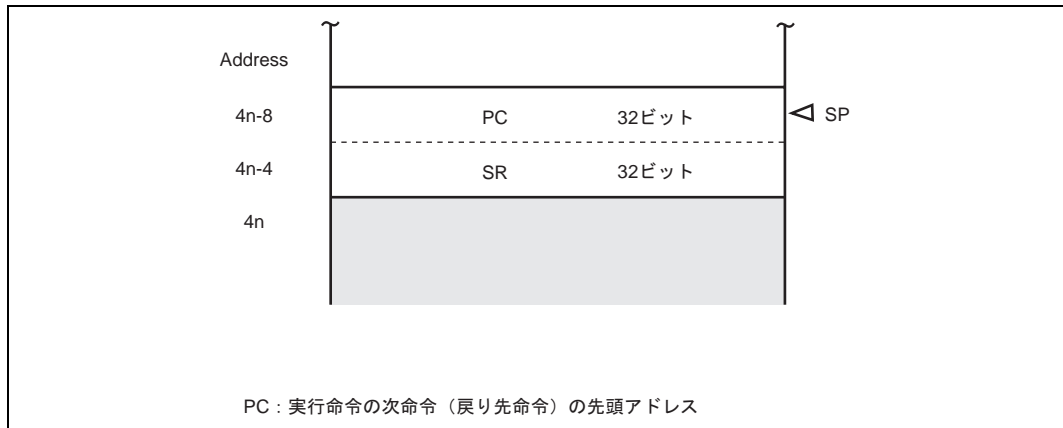 Address
4n-8 PC 32ビット SP
4n-4 SR 32ビット
4n
PC：実行命令の次命令（戻り先命令）の先頭アドレス